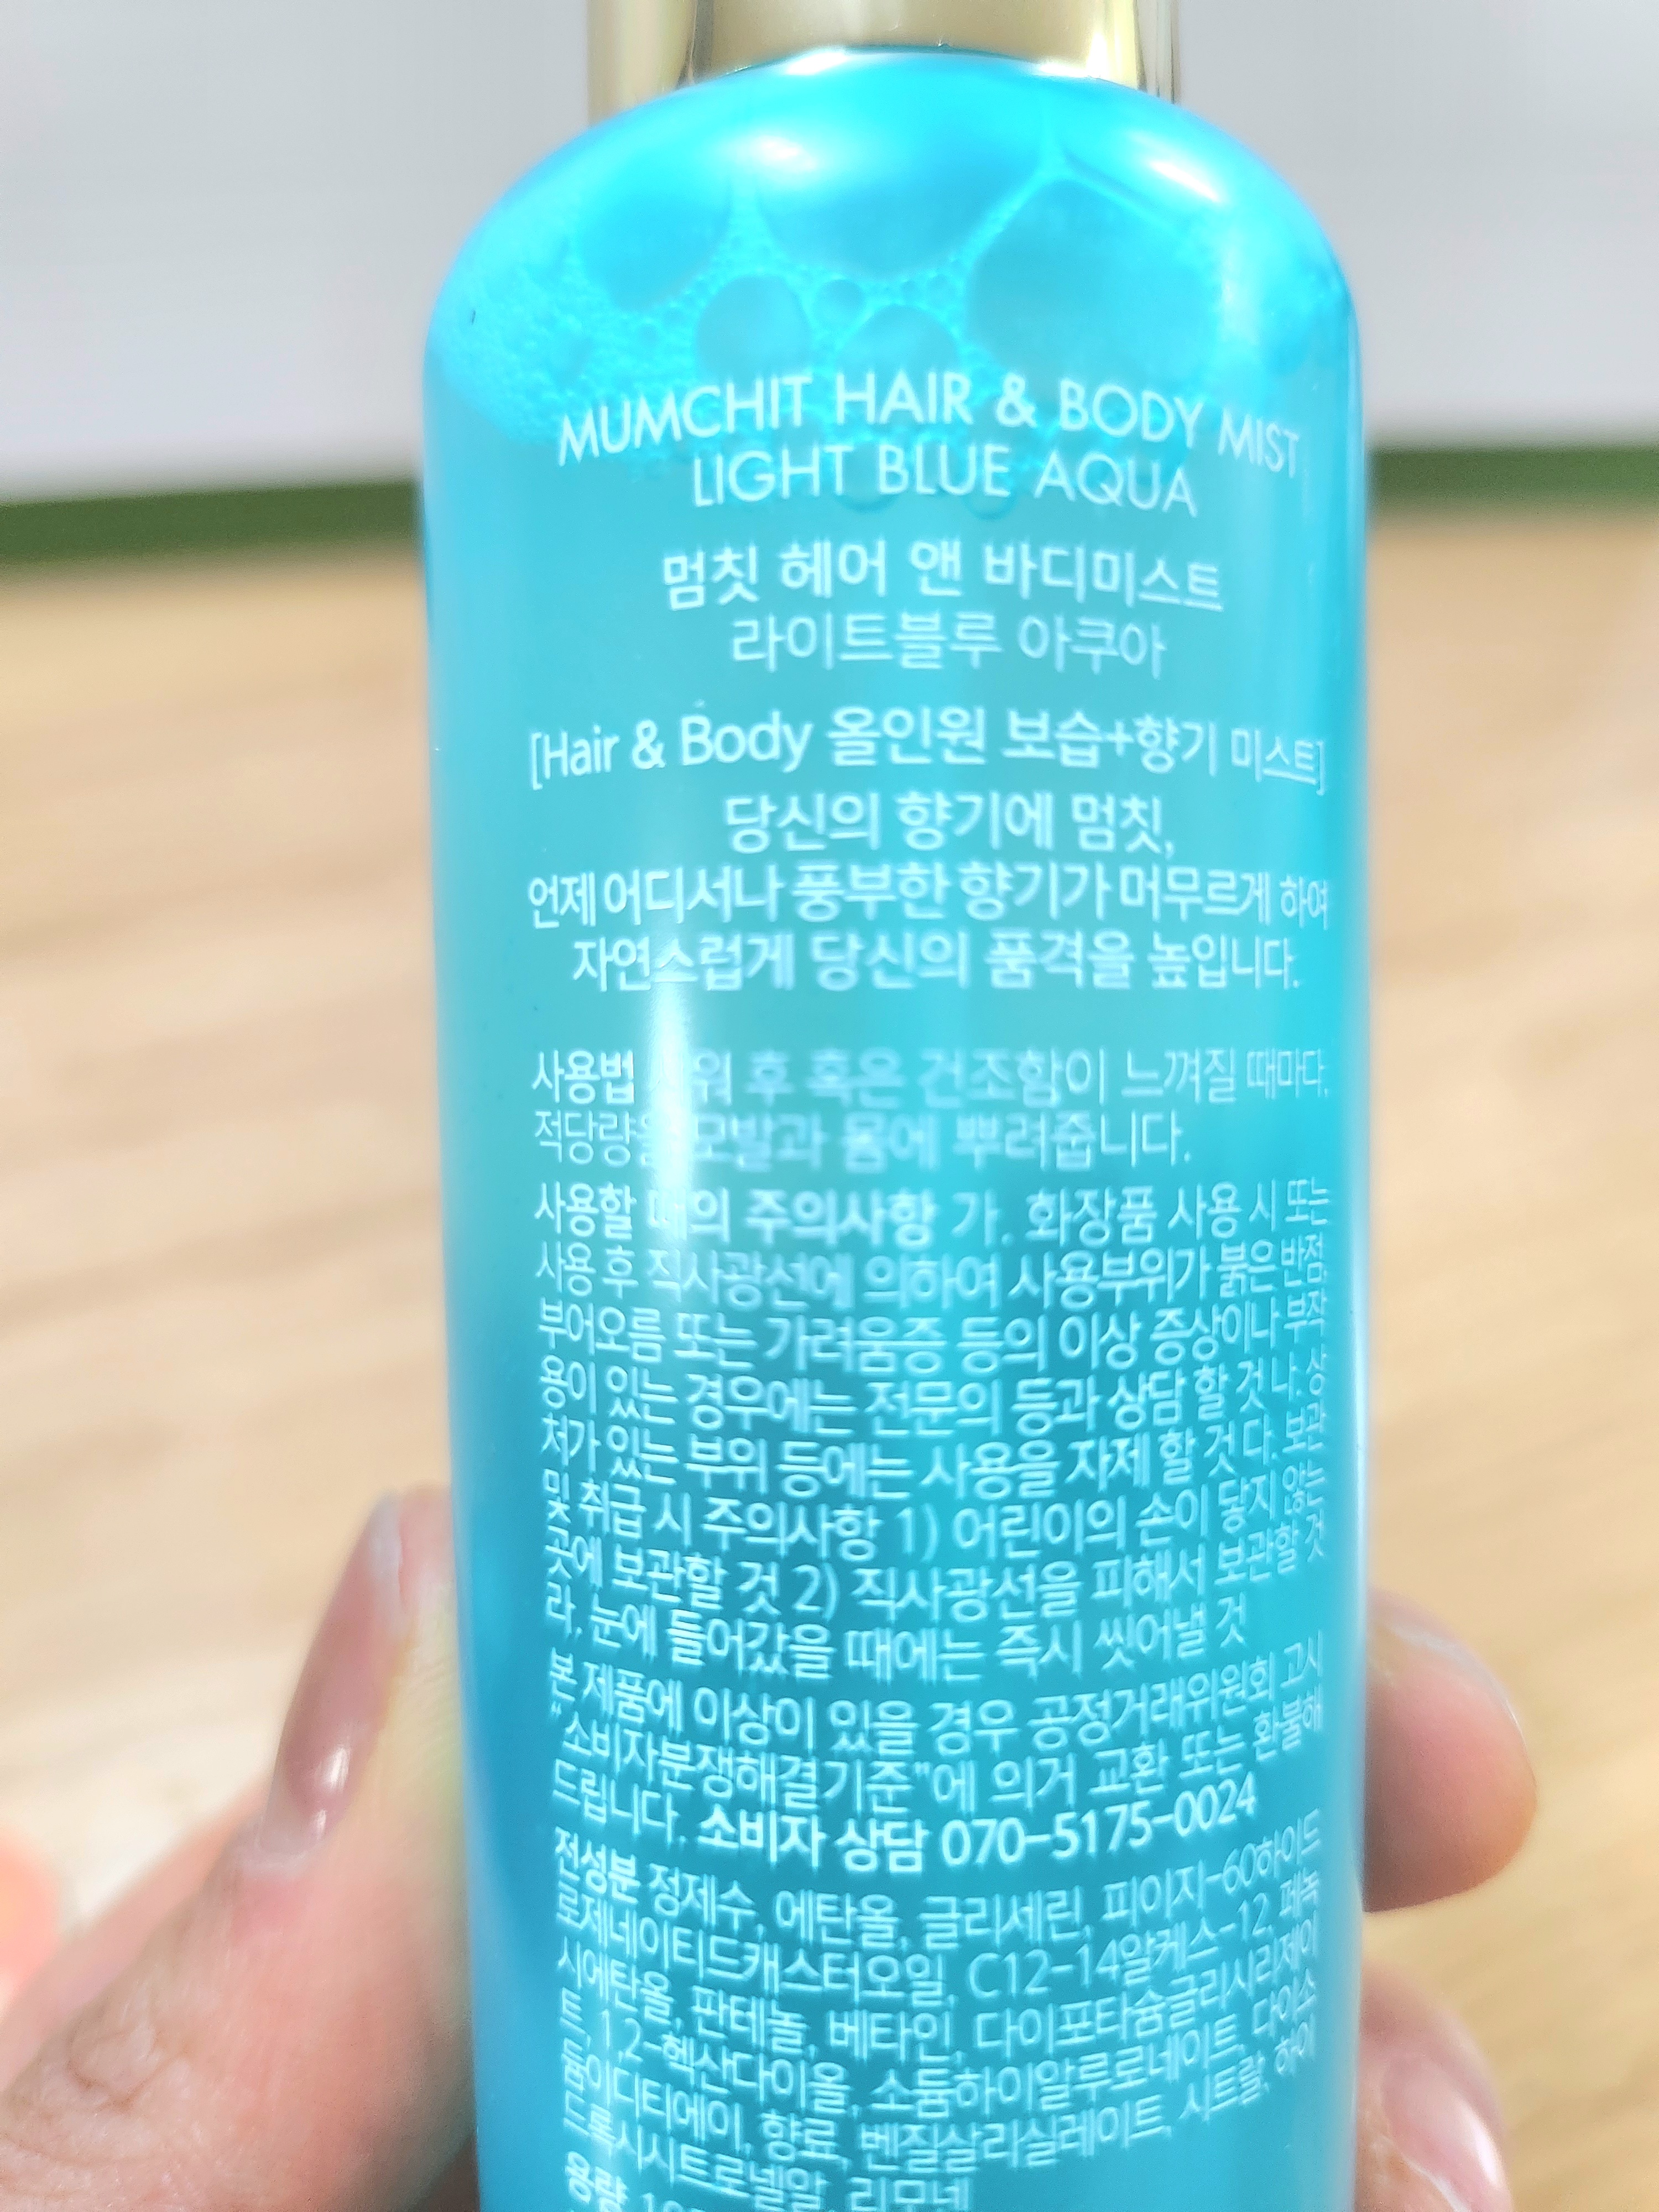 MUMCHIT HAIR & BODY MIST
LIGHT BLUE AQUA
멈칫 헤어 앤 바디미스트
라이트블루 아쿠아
[Hair & Body 올인원 보습+향기 미스트]
당신의 향기에 멈칫,
언제 어디서나 풍부한 향기가 머무르게 하여
자연스럽게 당신의 품격을 높입니다.
사용법 후 혹은 건조함이 느껴질 때마다,
적당량을 모발과 몸에 뿌려줍니다.
사용할 때의 주의사항 가. 화장품 사용 시 또는
사용 후 직사광선에 의하여 사용부위가 붉은 반점,
부어오름 또는 가려움증 등의 이상 증상이나 부작
용이 있는 경우에는 전문의 등과 상담 할 것 나. 상
처가 있는 부위 등에는 사용을 자제 할 것 다. 보관
및 취급 시 주의사항 1) 어린이의 손이 닿지 않는
곳에 보관할 것 2) 직사광선을 피해서 보관할 것
라. 눈에 들어갔을 때에는 즉시 씻어낼 것
본 제품에 이상이 있을 경우 공정거래위원회 고시
"소비자분쟁해결기준"에 의거 교환 또는 환불해
드립니다. 소비자 상담 070-5175-0024
전성분 정제수, 에탄올, 글리세린, 피이지-60하이드
로제네이티드캐스터오일, C12-14알케스-12, 페녹
시에탄올, 판테놀, 베타인, 다이포타슘글리시리제이
트, 1,2-헥산다이올, 소듐하이알루로네이트, 다이소
듐이디티에이, 향료, 벤질살리실레이트, 시트랄, 하이
드록시시트로넬알, 리모넨
용량